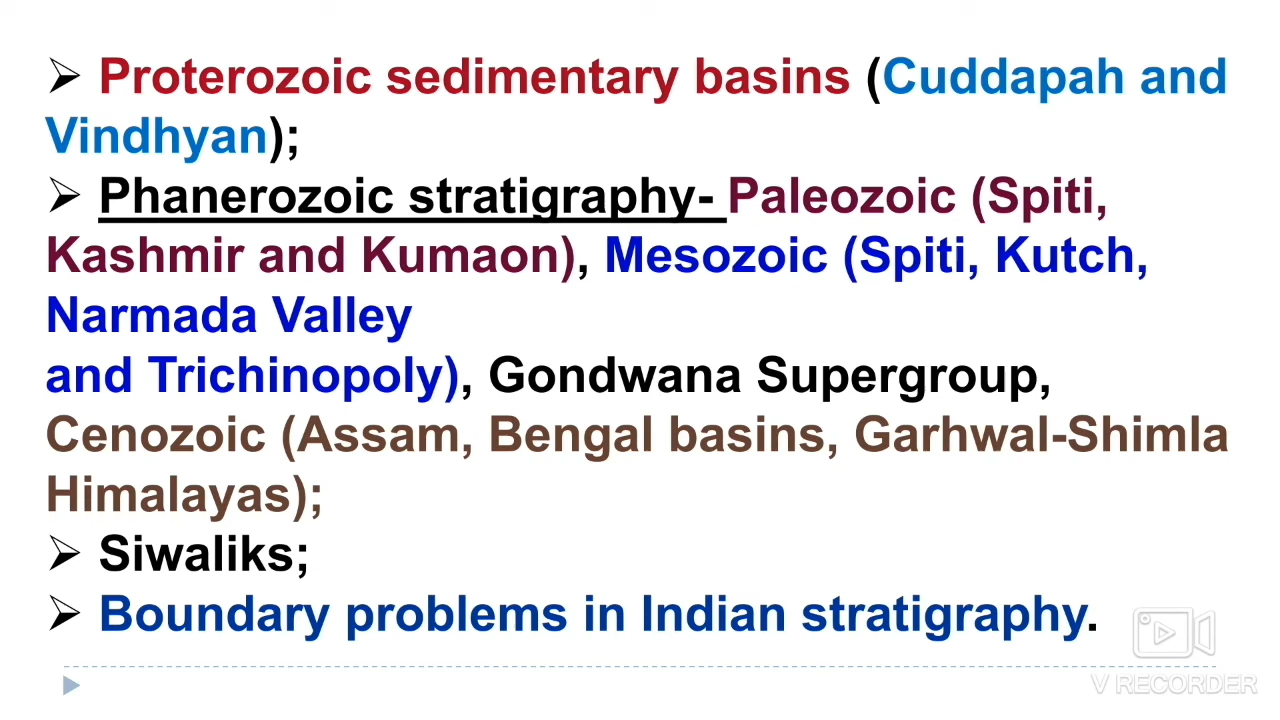 ➢ Proterozoic sedimentary basins (Cuddapah and
Vindhyan);
➢ Phanerozoic stratigraphy- Paleozoic (Spiti,
Kashmir and Kumaon), Mesozoic (Spiti, Kutch,
Narmada Valley
and Trichinopoly), Gondwana Supergroup,
Cenozoic (Assam, Bengal basins, Garhwal-Shimla
Himalayas);
➢ Siwaliks;
➢ Boundary problems in Indian stratigraphy.
V RECORDER